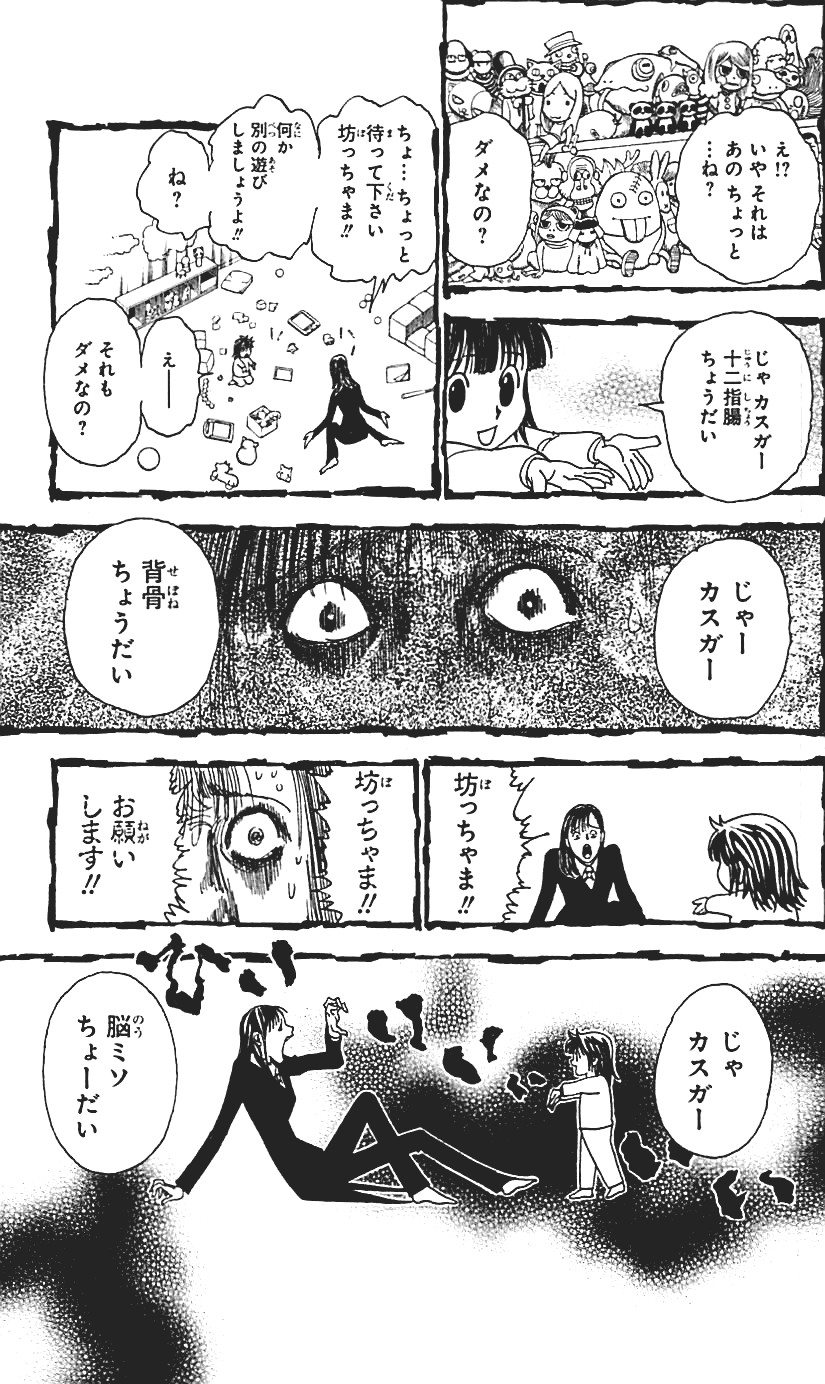 え!?
いや それは
あの ちょっと
…ね?
ダメなの?
じゃ カスガー
十二指腸
ちょうだい
ちょ…ちょっと
待って下さい
坊っちゃま!!
何か
別の遊び
しましょうよ!!
ね?
え──
それも
ダメなの?
じゃー
カスガー
背骨
ちょうだい
坊っちゃま!!
坊っちゃま!!
お願い
します!!
じゃ
カスガー
脳ミソ
ちょーだい